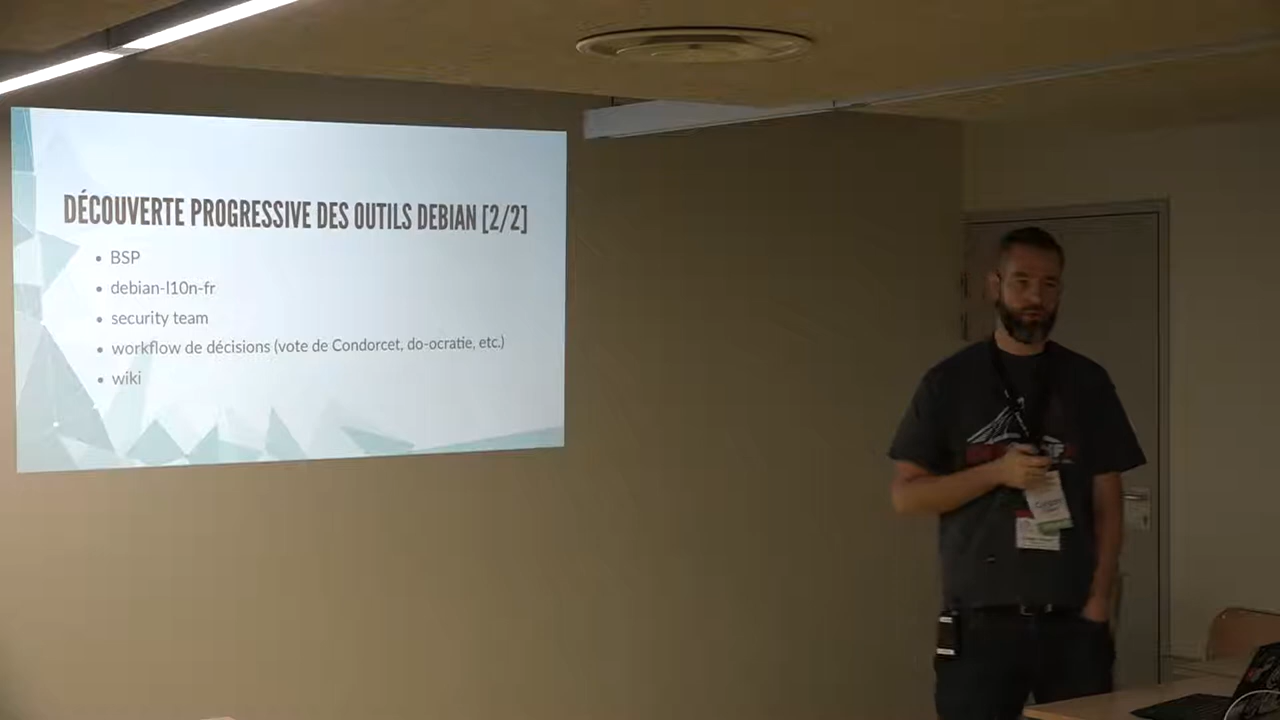 DÉCOUVERTE PROGRESSIVE DES OUTILS DEBIAN [2/2]
• BSP
• debian-l10n-fr
• security team
• workflow de décisions (vote de Condorcet, do-ocratie, etc.)
• wiki